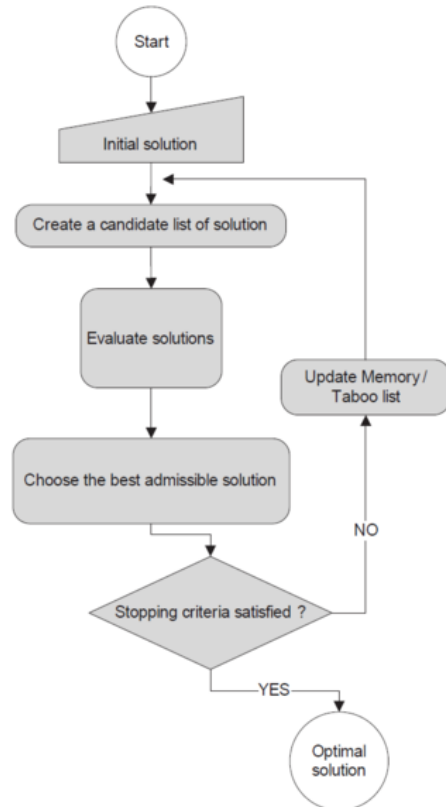 Start
Initial solution
Create a candidate list of solution
Evaluate solutions
Update Memory /
Taboo list
Choose the best admissible solution
NO
Stopping criteria satisfied ?
YES
Optimal
solution